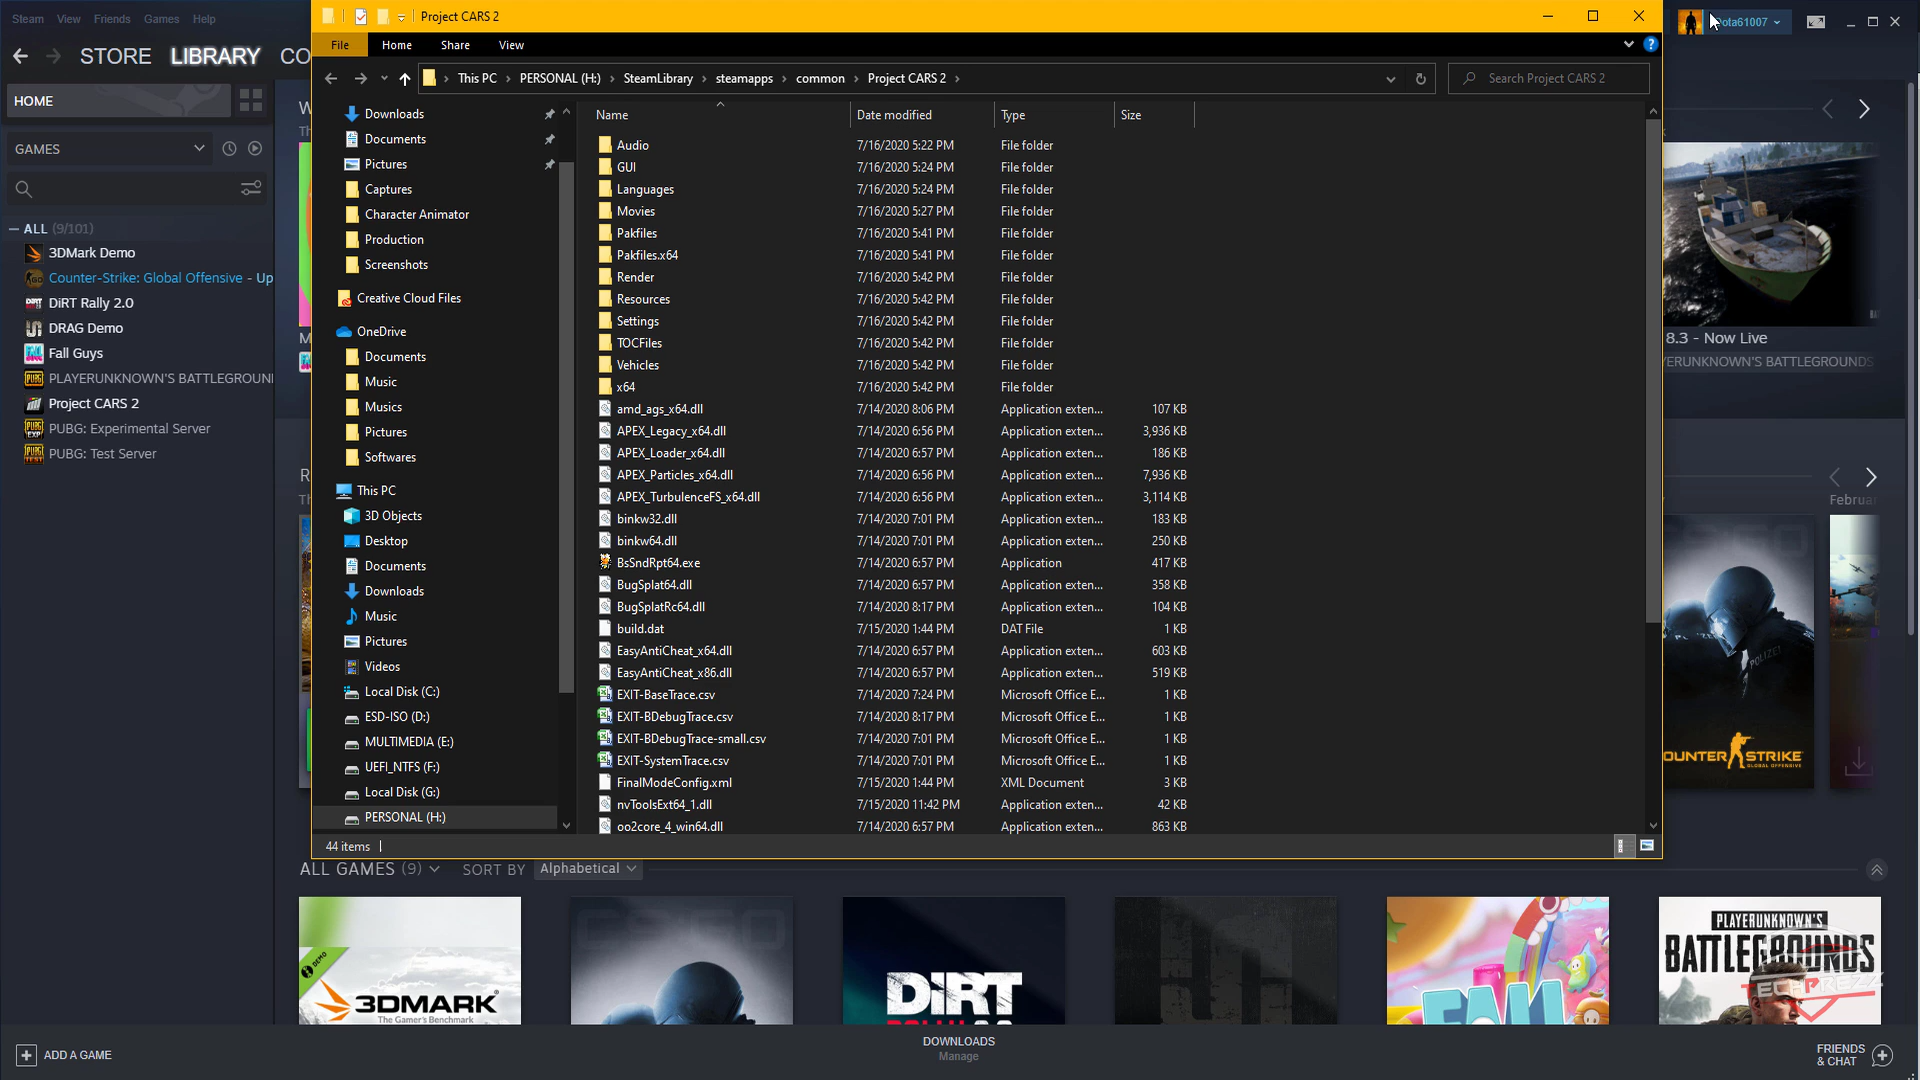 Steam View Friends Games Help
STORE LIBRARY CO
HOME
GAMES
ALL (9/101)
3DMark Demo
Counter-Strike: Global Offensive - Up
DiRT Rally 2.0
DRAG Demo
Fall Guys
PLAYERUNKNOWN'S BATTLEGROUN
Project CARS 2
PUBG: Experimental Server
PUBG: Test Server
Project CARS 2
File Home Share View
This PC > PERSONAL (H:) > SteamLibrary > steamapps > common > Project CARS 2 >
Search Project CARS 2
Downloads
Documents
Pictures
Captures
Character Animator
Production
Screenshots
Creative Cloud Files
OneDrive
Documents
Music
Musics
Pictures
Softwares
This PC
3D Objects
Desktop
Documents
Downloads
Music
Pictures
Videos
Local Disk (C:)
ESD-ISO (D:)
MULTIMEDIA (E:)
UEFI_NTFS (F:)
Local Disk (G:)
PERSONAL (H:)
Name Date modified Type Size
Audio 7/16/2020 5:22 PM File folder
GUI 7/16/2020 5:24 PM File folder
Languages 7/16/2020 5:24 PM File folder
Movies 7/16/2020 5:27 PM File folder
Pakfiles 7/16/2020 5:41 PM File folder
Pakfiles.x64 7/16/2020 5:41 PM File folder
Render 7/16/2020 5:42 PM File folder
Resources 7/16/2020 5:42 PM File folder
Settings 7/16/2020 5:42 PM File folder
TOCFiles 7/16/2020 5:42 PM File folder
Vehicles 7/16/2020 5:42 PM File folder
x64 7/16/2020 5:42 PM File folder
amd_ags_x64.dll 7/14/2020 8:06 PM Application exten... 107 KB
APEX_Legacy_x64.dll 7/14/2020 6:56 PM Application exten... 3,936 KB
APEX_Loader_x64.dll 7/14/2020 6:57 PM Application exten... 186 KB
APEX_Particles_x64.dll 7/14/2020 6:56 PM Application exten... 7,936 KB
APEX_TurbulenceFS_x64.dll 7/14/2020 6:56 PM Application exten... 3,114 KB
binkw32.dll 7/14/2020 7:01 PM Application exten... 183 KB
binkw64.dll 7/14/2020 7:01 PM Application exten... 250 KB
BsSndRpt64.exe 7/14/2020 6:57 PM Application 417 KB
BugSplat64.dll 7/14/2020 6:57 PM Application exten... 358 KB
BugSplatRc64.dll 7/14/2020 8:17 PM Application exten... 104 KB
build.dat 7/15/2020 1:44 PM DAT File 1 KB
EasyAntiCheat_x64.dll 7/14/2020 6:57 PM Application exten... 603 KB
EasyAntiCheat_x86.dll 7/14/2020 6:57 PM Application exten... 519 KB
EXIT-BaseTrace.csv 7/14/2020 7:24 PM Microsoft Office E... 1 KB
EXIT-BDebugTrace.csv 7/14/2020 8:17 PM Microsoft Office E... 1 KB
EXIT-BDebugTrace-small.csv 7/14/2020 7:01 PM Microsoft Office E... 1 KB
EXIT-SystemTrace.csv 7/14/2020 7:01 PM Microsoft Office E... 1 KB
FinalModeConfig.xml 7/15/2020 1:44 PM XML Document 3 KB
nvToolsExt64_1.dll 7/15/2020 11:42 PM Application exten... 42 KB
oo2core_4_win64.dll 7/14/2020 6:57 PM Application exten... 863 KB
44 items
8.3 - Now Live
YERUNKNOWN'S BATTLEGROUNDS
Februar
POLIZEI
OUNTER STRIKE
GLOBAL OFFENSIVE
ALL GAMES (9) SORT BY Alphabetical
DEMO
3DMARK
The Gamer's Benchmark
DiRT
FALL
PLAYERUNKNOWN'S
BATTLEGROUNDS
TECHPREZZ
ADD A GAME
DOWNLOADS
Manage
FRIENDS
& CHAT